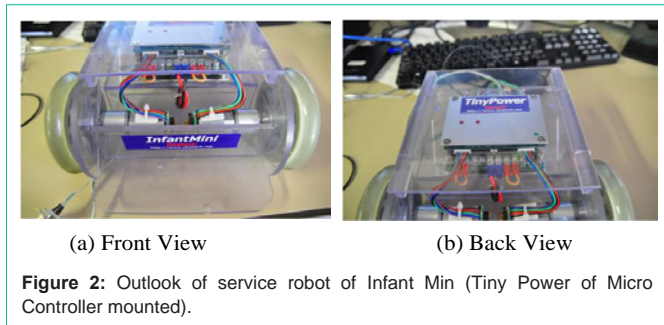 InfantMini
TinyPower
(a) Front View
(b) Back View
Figure 2: Outlook of service robot of Infant Min (Tiny Power of Micro
Controller mounted).